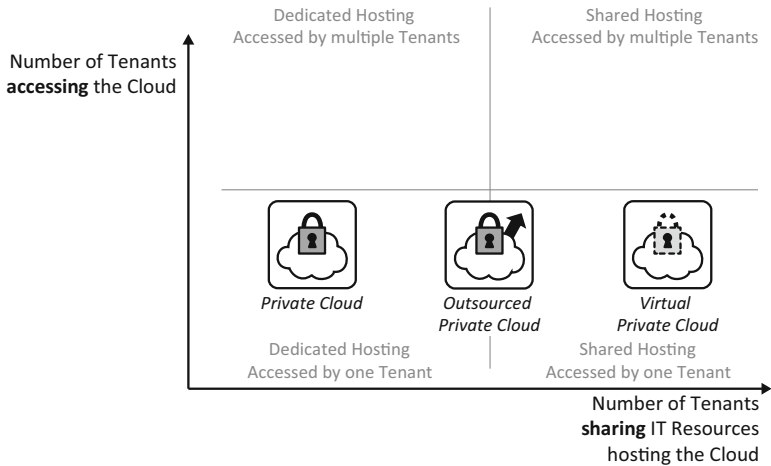 Dedicated Hosting
Accessed by multiple Tenants
Shared Hosting
Accessed by multiple Tenants
Number of Tenants
accessing the Cloud
Private Cloud
Outsourced
Private Cloud
Virtual
Private Cloud
Dedicated Hosting
Accessed by one Tenant
Shared Hosting
Accessed by one Tenant
Number of Tenants
sharing IT Resources
hosting the Cloud